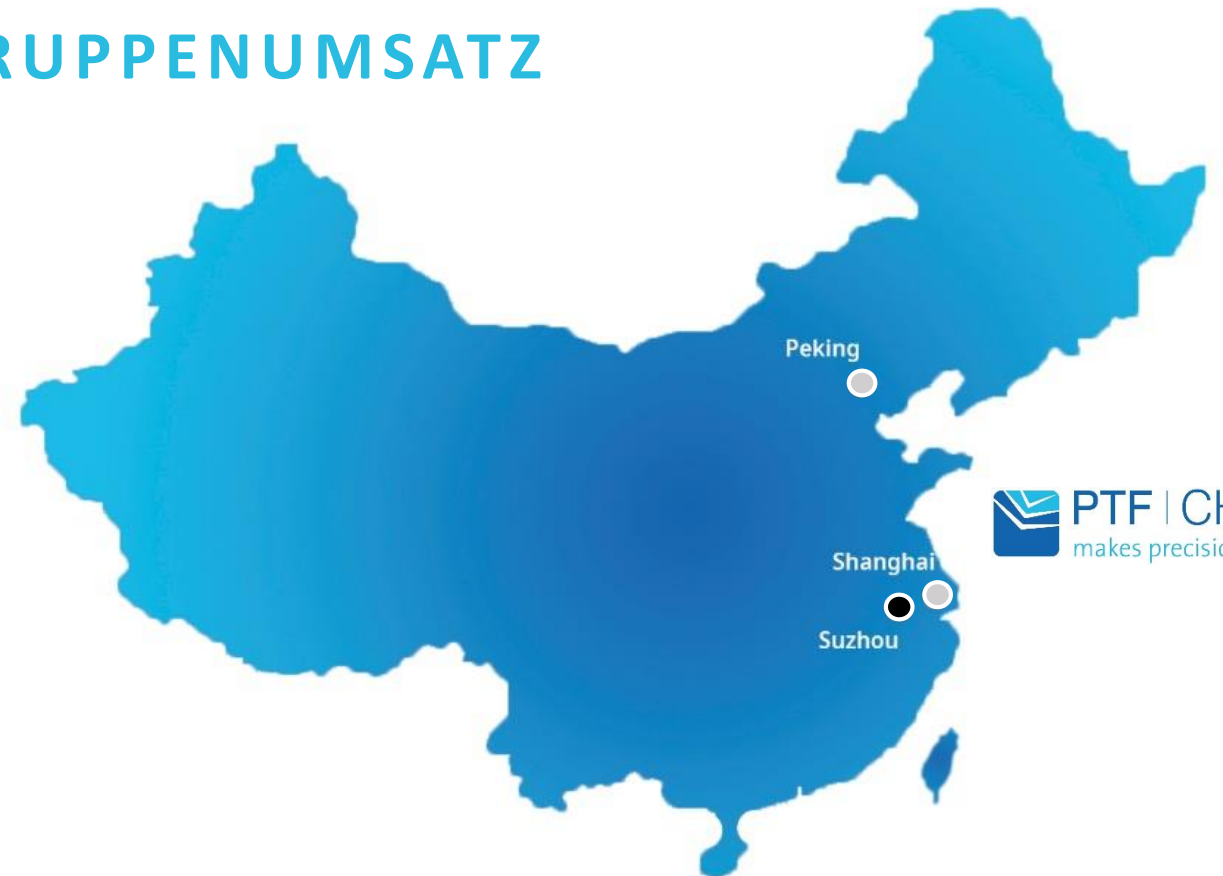 RUPPENUMSATZ
Peking
PTF | CH
makes precisio
Shanghai
Suzhou